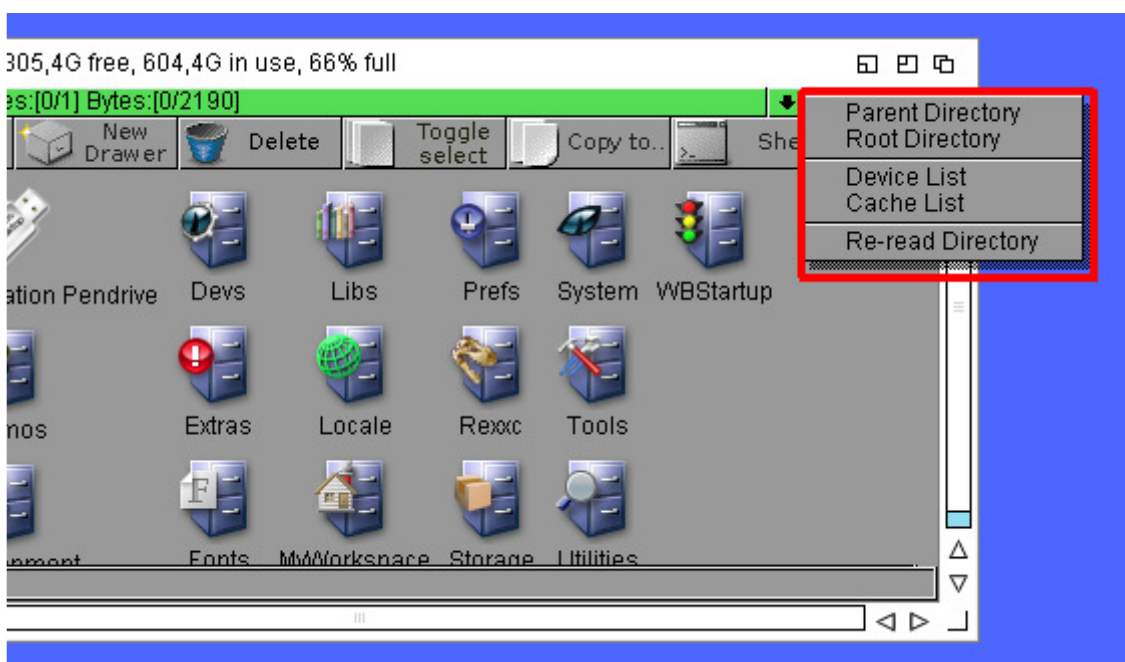 305,4G free, 604,4G in use, 66% full
es:[0/1] Bytes:[0/2190]
New Drawer
Delete
Toggle select
Copy to..
She
Parent Directory
Root Directory
Device List
Cache List
Re-read Directory
ation Pendrive
Devs
Libs
Prefs
System
WBStartup
mos
Extras
Locale
Rexxc
Tools
nment
Fonts
MyWorkspace
Storage
Utilities